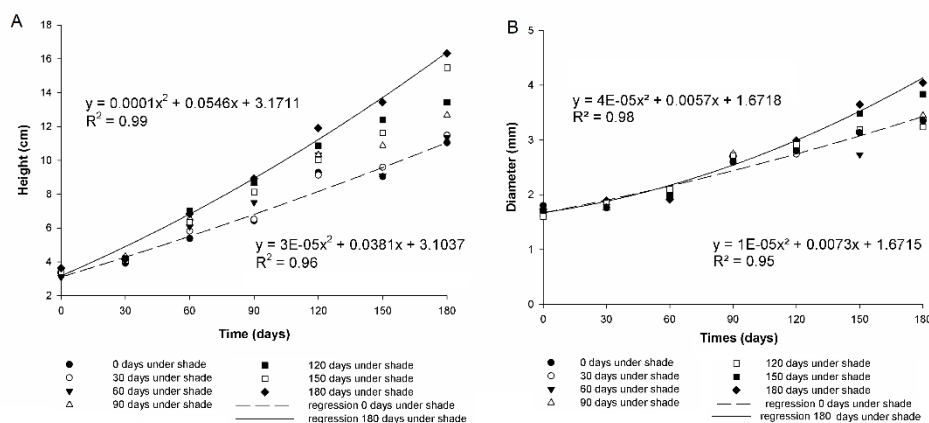 A
18
16
14
12
10
8
6
4
2
Height (cm)
y = 0.0001x² + 0.0546x + 3.1711
R² = 0.99
y = 3E-05x² + 0.0381x + 3.1037
R² = 0.96
0 30 60 90 120 150 180
Time (days)
0 days under shade
30 days under shade
60 days under shade
90 days under shade
120 days under shade
150 days under shade
180 days under shade
regression 0 days under shade
regression 180 days under shade
B
5
4
3
2
1
0
Diameter (mm)
y = 4E-05x² + 0.0057x + 1.6718
R² = 0.98
y = 1E-05x² + 0.0073x + 1.6715
R² = 0.95
0 30 60 90 120 150 180
Times (days)
0 days under shade
30 days under shade
60 days under shade
90 days under shade
120 days under shade
150 days under shade
180 days under shade
regression 0 days under shade
regression 180 days under shade